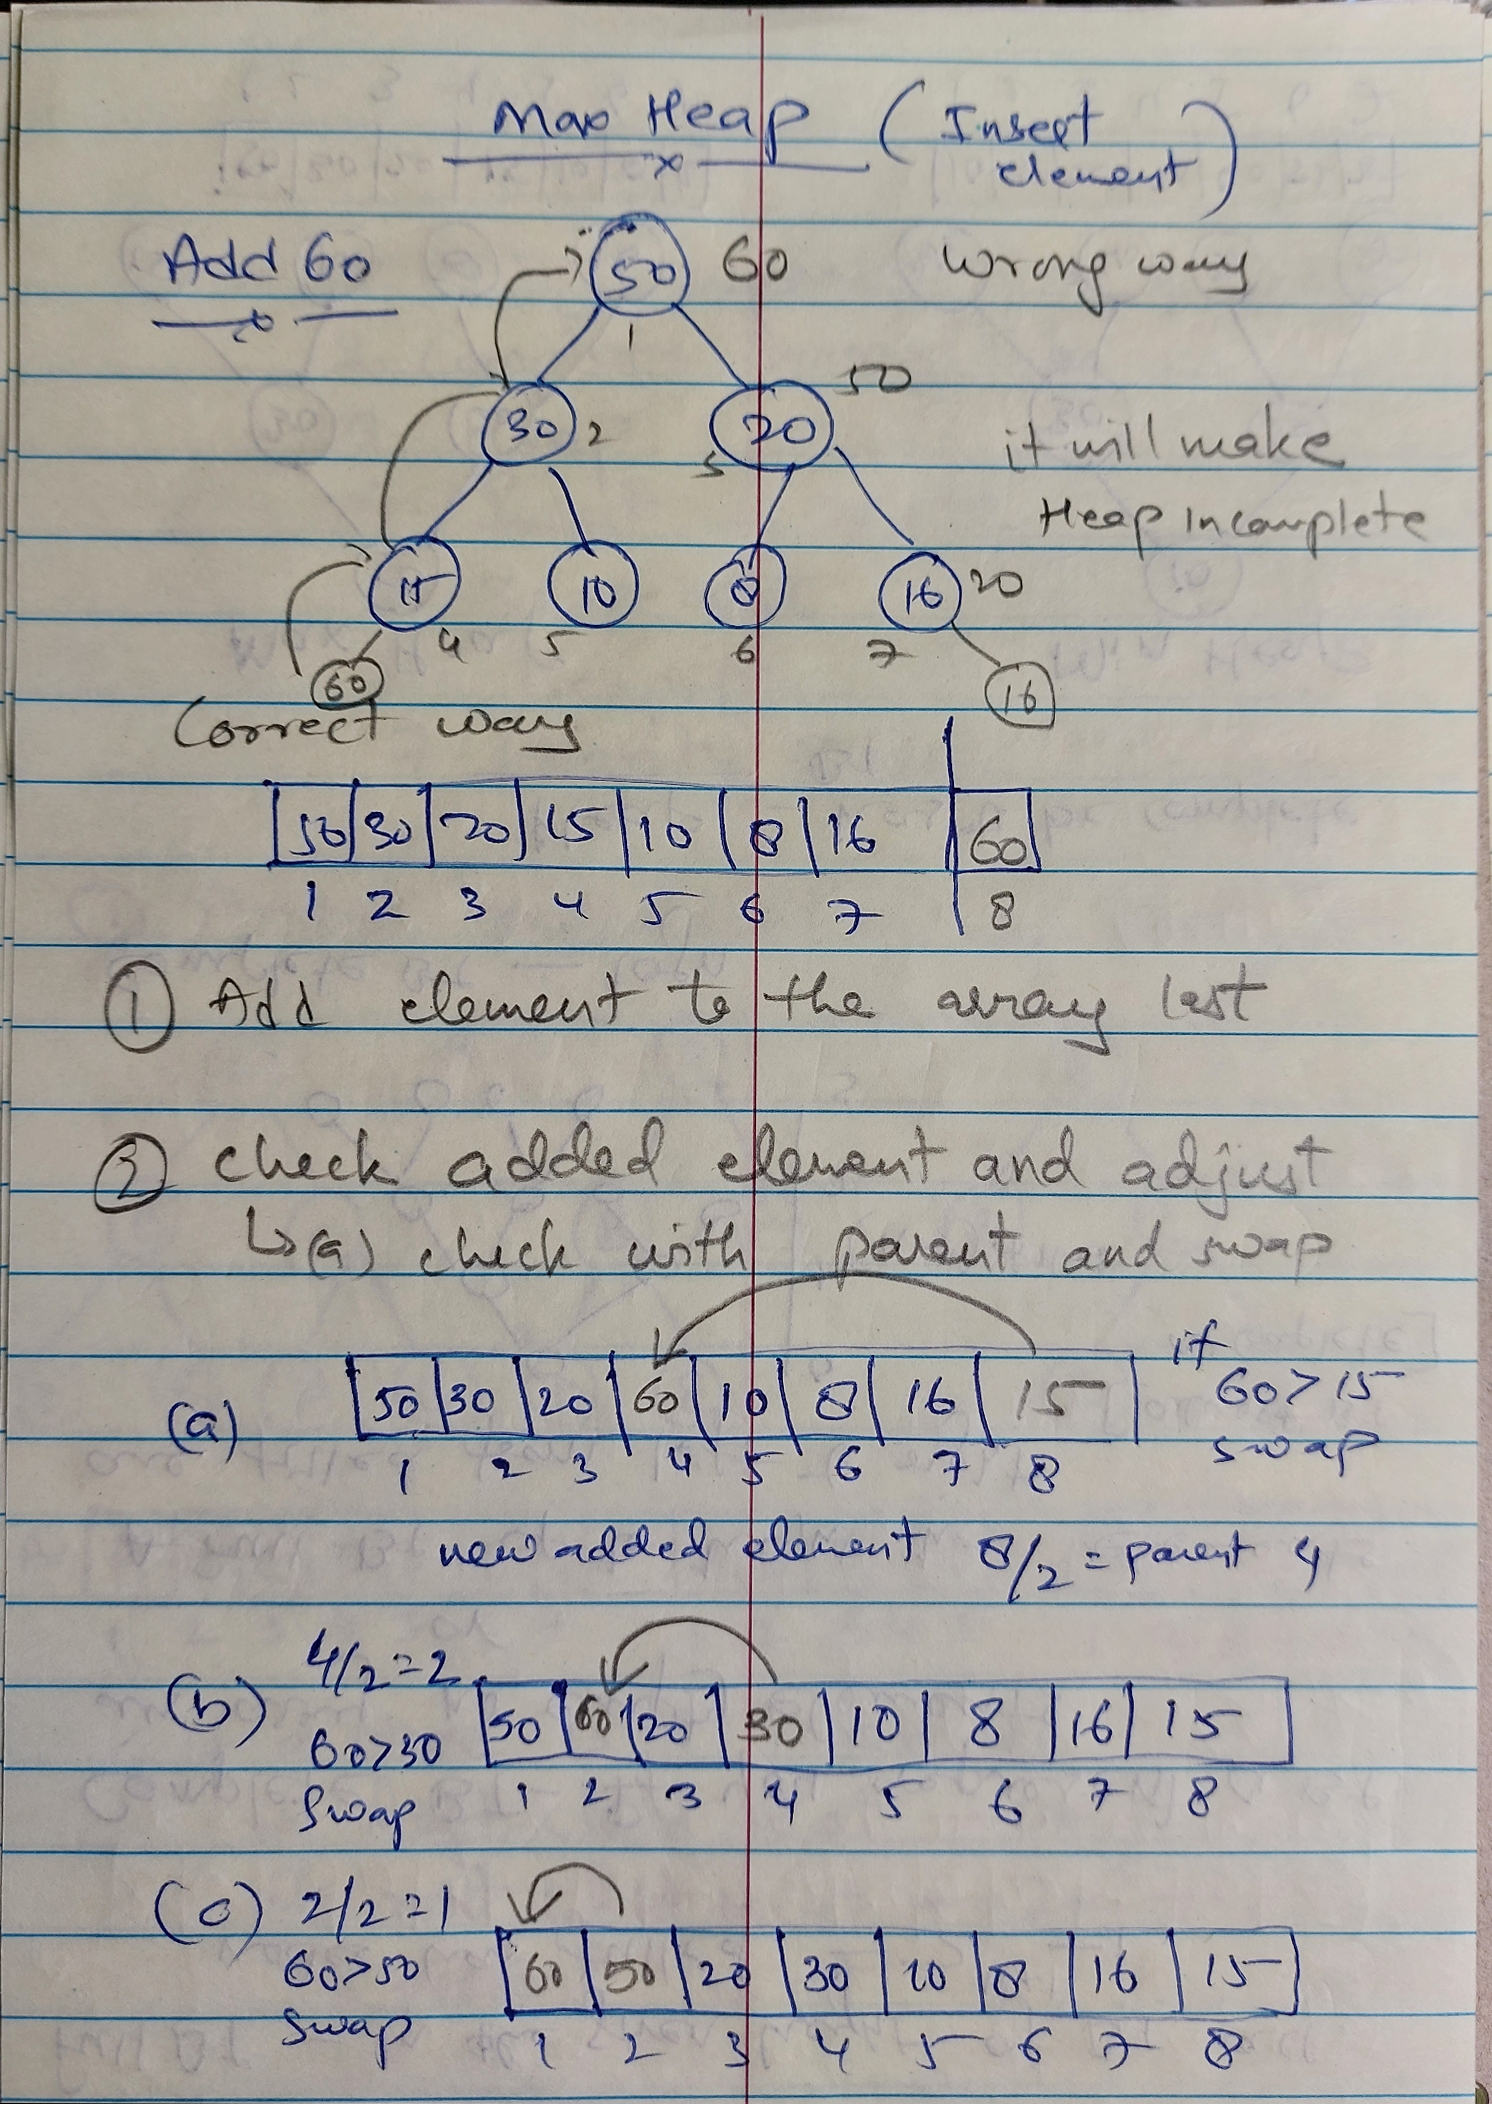 Max Heap (Insert
element)
Add 60
50 60 wrong way
1
50
30 2 20
5
it will make
Heap incomplete
15 10 8 16 20
4 5 6 7
60 16
Correct way
50 30 20 15 10 8 16 60
1 2 3 4 5 6 7 8
① Add element to the array last
② check added element and adjust
↳(a) check with parent and swap
if
(a) 50 30 20 60 10 8 16 15 60>15
1 2 3 4 5 6 7 8 swap
new added element 8/2 = parent 4
4/2=2
(b) 50 60 20 30 10 8 16 15
60>30
Swap 1 2 3 4 5 6 7 8
(c) 2/2=1
60>50 60 50 20 30 10 8 16 15
Swap 1 2 3 4 5 6 7 8